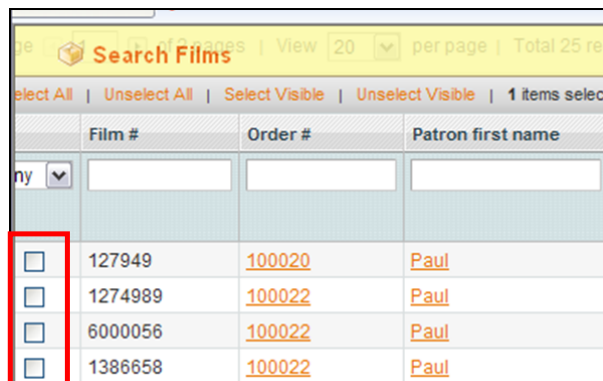 of 2 pages | View 20 per page | Total 25 re
Search Films
elect All | Unselect All | Select Visible | Unselect Visible | 1 items selec
Film # Order # Patron first name
ny
127949 100020 Paul
1274989 100022 Paul
6000056 100022 Paul
1386658 100022 Paul